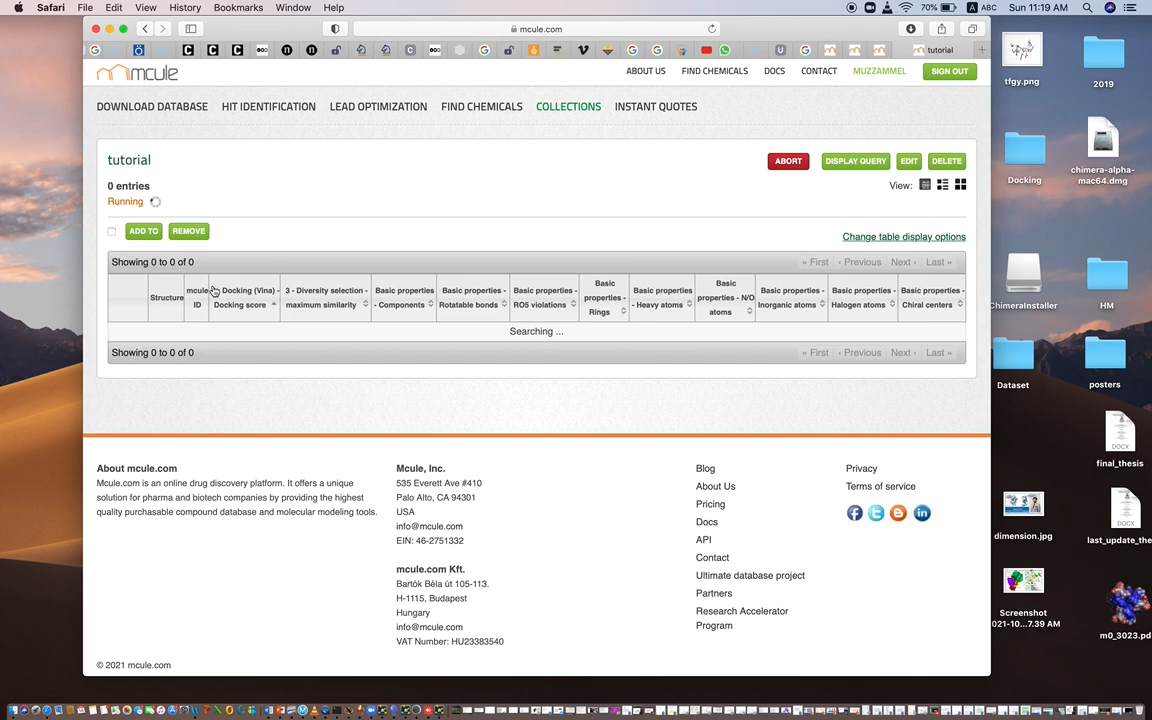 Safari File Edit View History Bookmarks Window Help 70% ABC Sun 11:19 AM
mcule.com
tutorial
mcule ABOUT US FIND CHEMICALS DOCS CONTACT MUZZAMMEL SIGN OUT
DOWNLOAD DATABASE HIT IDENTIFICATION LEAD OPTIMIZATION FIND CHEMICALS COLLECTIONS INSTANT QUOTES
tutorial ABORT DISPLAY QUERY EDIT DELETE
0 entries View:
Running
ADD TO REMOVE Change table display options
Showing 0 to 0 of 0 « First ‹ Previous Next › Last »
Structure
mcule ID
Docking (Vina) - Docking score
3 - Diversity selection - maximum similarity
Basic properties - Components
Basic properties - Rotatable bonds
Basic properties - RO5 violations
Basic properties - Rings
Basic properties - Heavy atoms
Basic properties - N/O atoms
Basic properties - Inorganic atoms
Basic properties - Halogen atoms
Basic properties - Chiral centers
Searching ...
Showing 0 to 0 of 0 « First ‹ Previous Next › Last »
About mcule.com
Mcule.com is an online drug discovery platform. It offers a unique
solution for pharma and biotech companies by providing the highest
quality purchasable compound database and molecular modeling tools.
Mcule, Inc.
535 Everett Ave #410
Palo Alto, CA 94301
USA
info@mcule.com
EIN: 46-2751332
mcule.com Kft.
Bartók Béla út 105-113.
H-1115, Budapest
Hungary
info@mcule.com
VAT Number: HU23383540
Blog
About Us
Pricing
Docs
API
Contact
Ultimate database project
Partners
Research Accelerator
Program
Privacy
Terms of service
© 2021 mcule.com
tfgy.png
2019
Docking
chimera-alpha-
mac64.dmg
ChimeraInstaller
HM
Dataset
posters
DOCX
final_thesis
dimension.jpg
DOCX
last_update_the
Screenshot
021-10...7.39 AM
m0_3023.pd